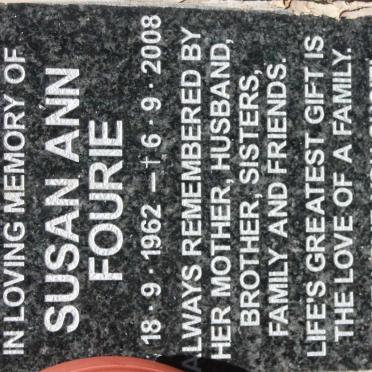 IN LOVING MEMORY OF
SUSAN ANN
FOURIE
18·9·1962 – † 6·9·2008
LWAYS REMEMBERED BY
HER MOTHER, HUSBAND,
BROTHER, SISTERS,
FAMILY AND FRIENDS.
LIFE'S GREATEST GIFT IS
THE LOVE OF A FAMILY.